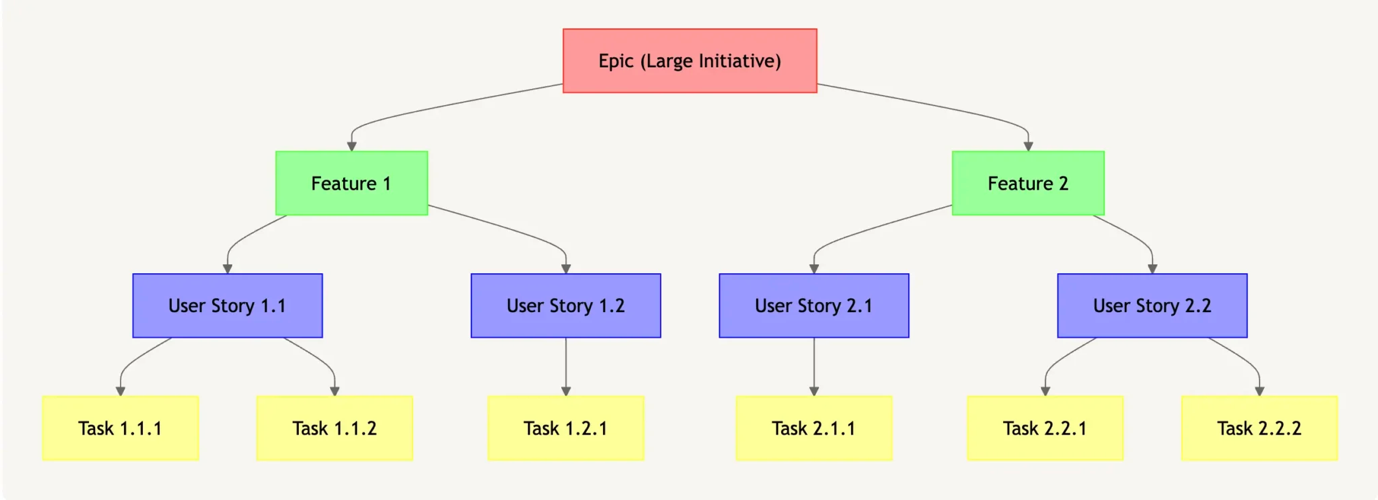 Epic (Large Initiative)
Feature 1
Feature 2
User Story 1.1
User Story 1.2
User Story 2.1
User Story 2.2
Task 1.1.1
Task 1.1.2
Task 1.2.1
Task 2.1.1
Task 2.2.1
Task 2.2.2